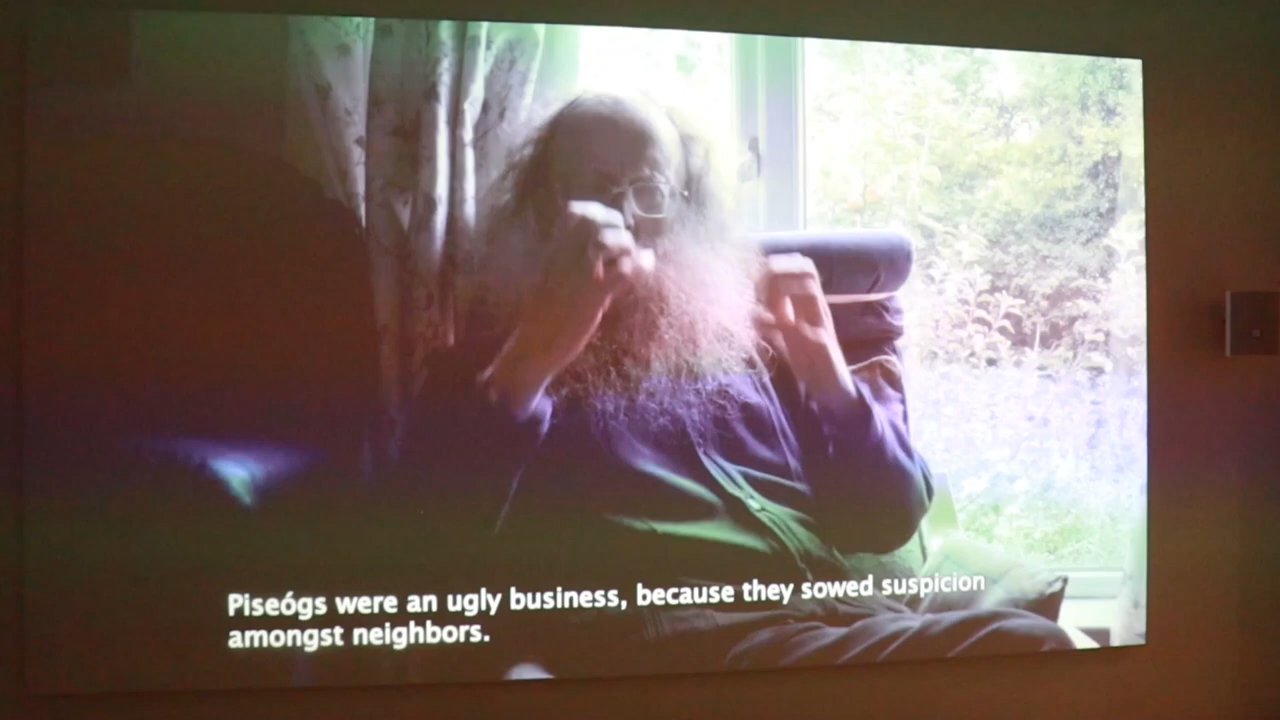 Piseógs were an ugly business, because they sowed suspicion
amongst neighbors.